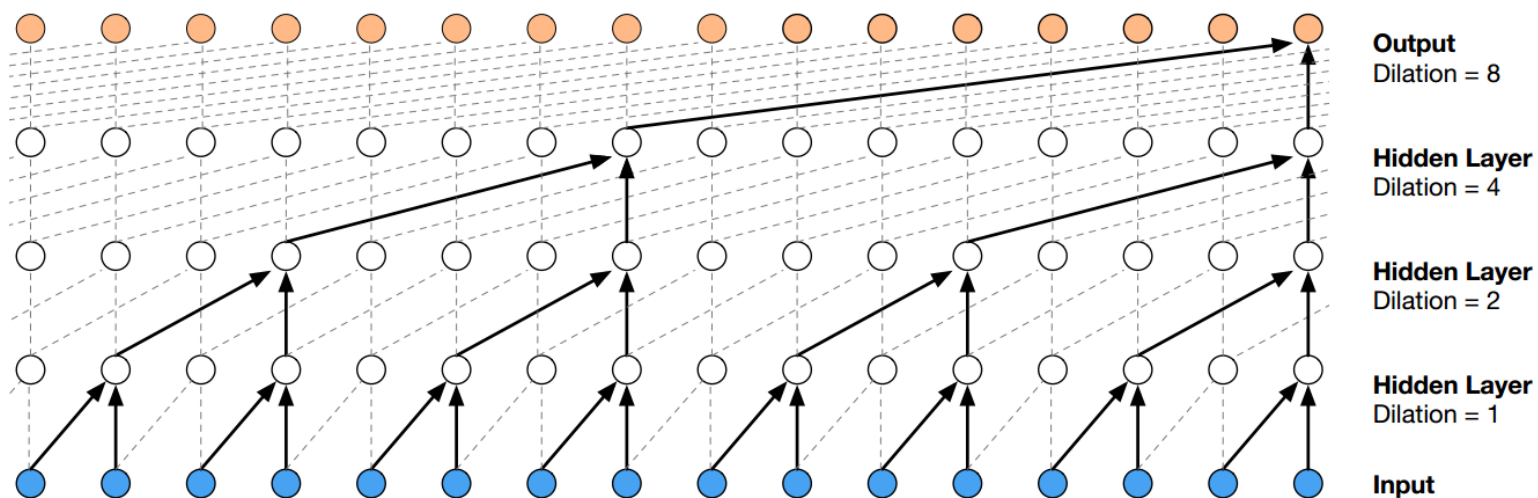 Output
Dilation = 8
Hidden Layer
Dilation = 4
Hidden Layer
Dilation = 2
Hidden Layer
Dilation = 1
Input